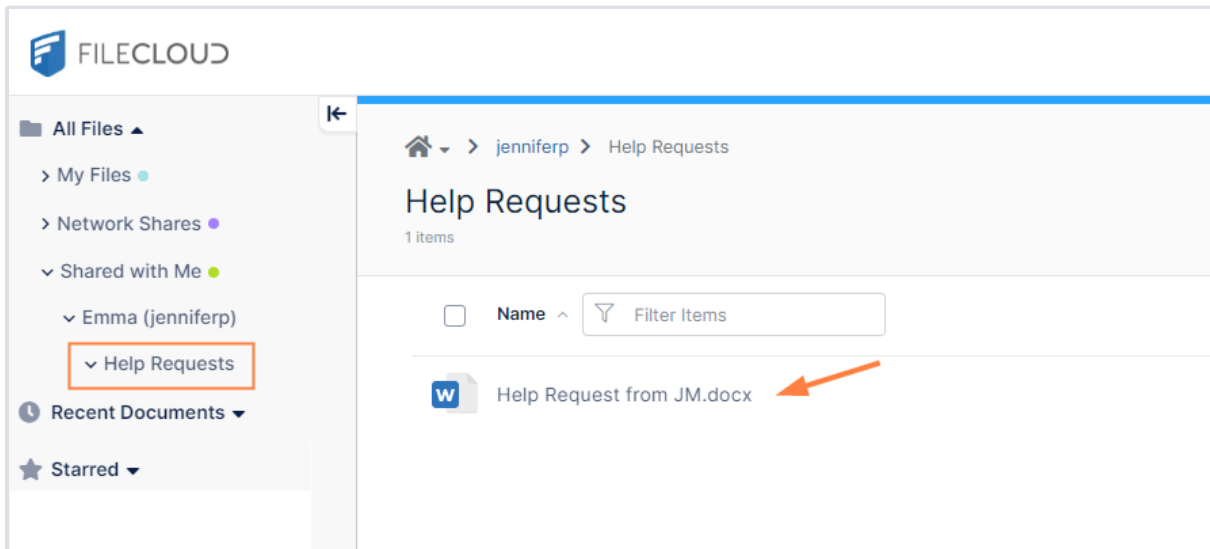 FILECLOUD
All Files
My Files
Network Shares
Shared with Me
Emma (jenniferp)
Help Requests
Recent Documents
Starred
jenniferp > Help Requests
Help Requests
1 items
Name Filter Items
W Help Request from JM.docx